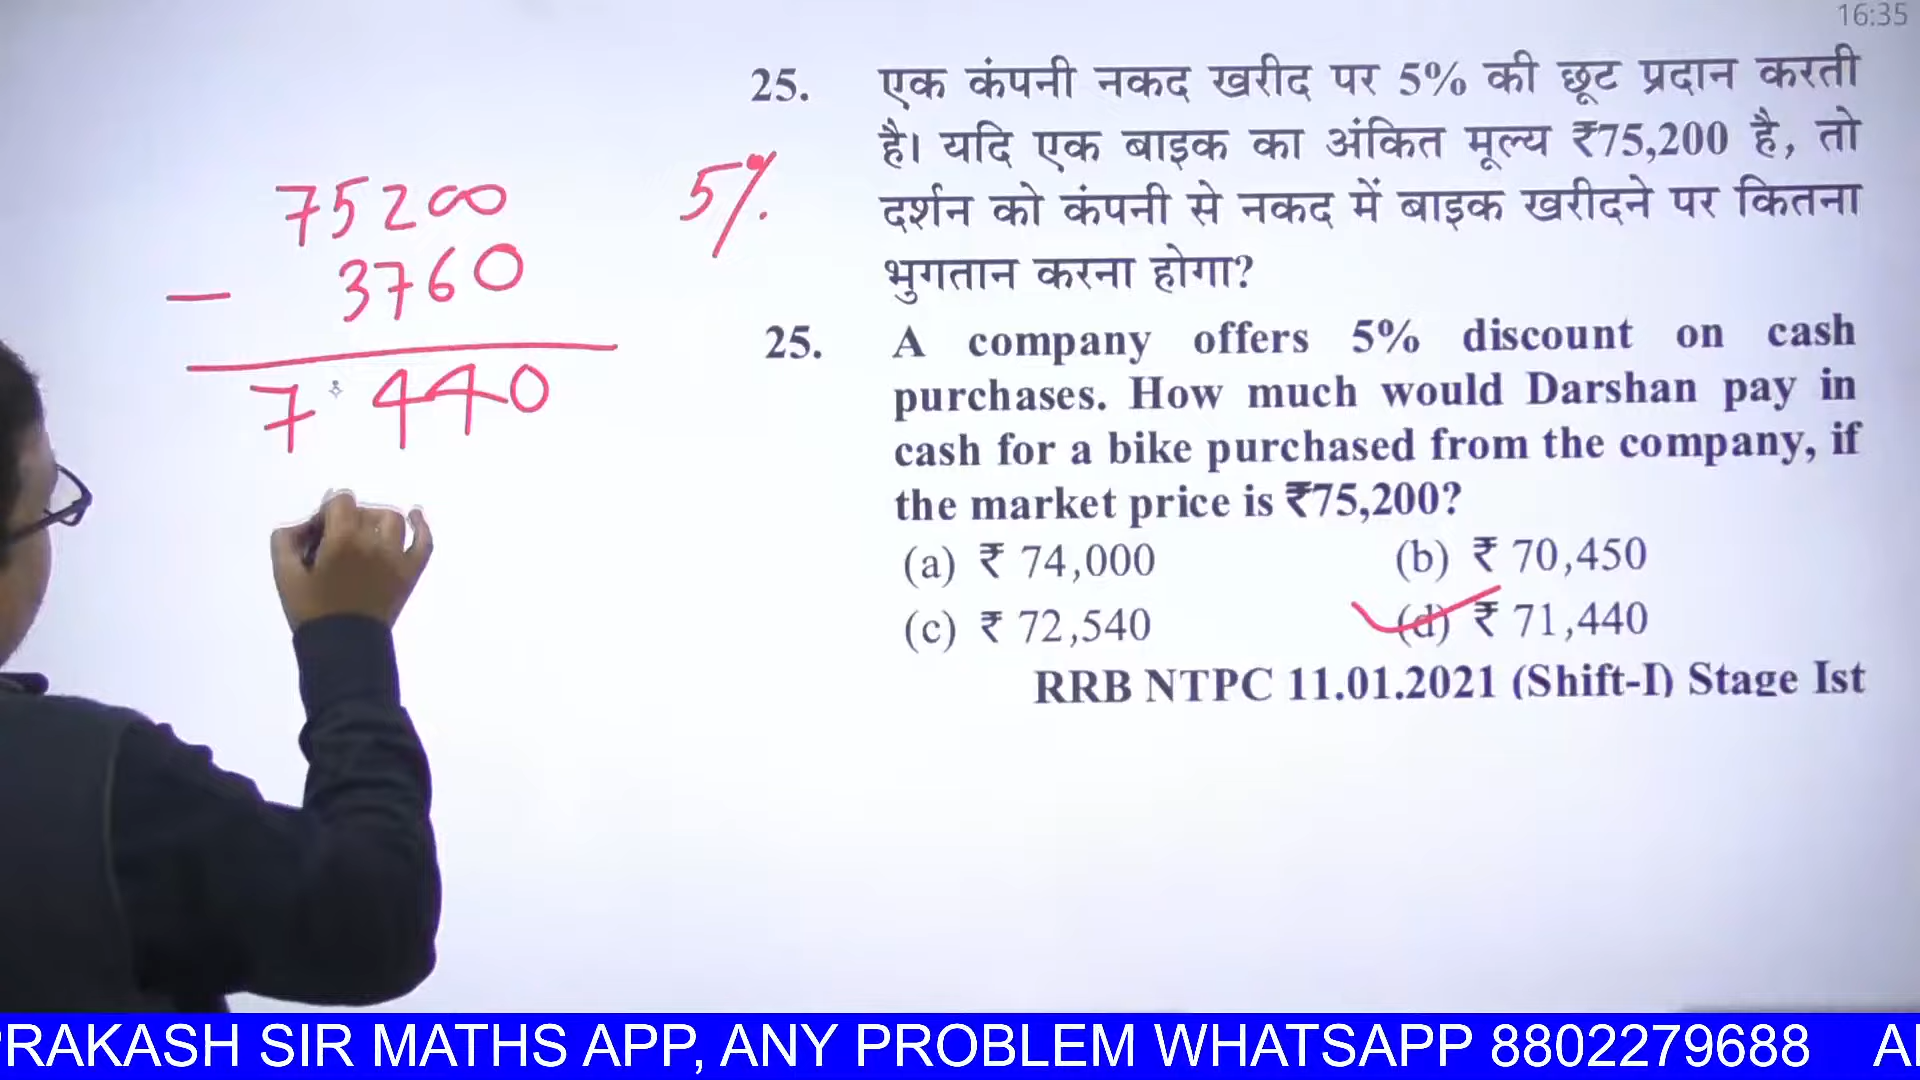 16:35
25. एक कंपनी नकद खरीद पर 5% की छूट प्रदान करती
है। यदि एक बाइक का अंकित मूल्य ₹75,200 है, तो
दर्शन को कंपनी से नकद में बाइक खरीदने पर कितना
भुगतान करना होगा?
25. A company offers 5% discount on cash
purchases. How much would Darshan pay in
cash for a bike purchased from the company, if
the market price is ₹75,200?
(a) ₹ 74,000 (b) ₹ 70,450
(c) ₹ 72,540 (d) ₹ 71,440
RRB NTPC 11.01.2021 (Shift-I) Stage Ist
75200
5%.
- 3760
7 440
PRAKASH SIR MATHS APP, ANY PROBLEM WHATSAPP 8802279688